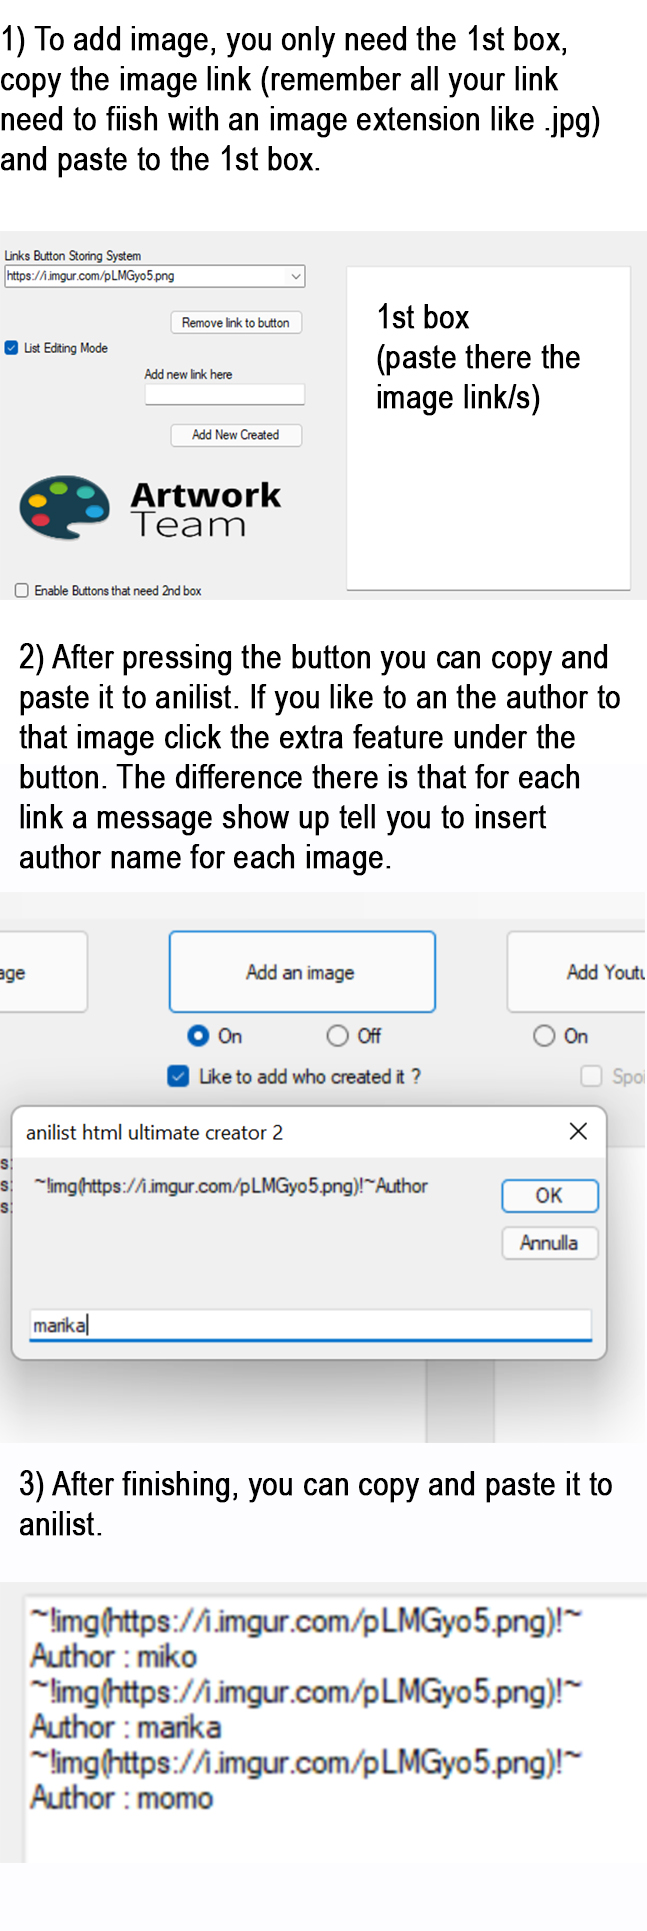 1) To add image, you only need the 1st box,
copy the image link (remember all your link
need to fiish with an image extension like .jpg)
and paste to the 1st box.
Links Button Storing System
https://i.imgur.com/pLMGyo5.png
Remove link to button
List Editing Mode
Add new link here
Add New Created
Artwork
Team
Enable Buttons that need 2nd box
1st box
(paste there the
image link/s)
2) After pressing the button you can copy and
paste it to anilist. If you like to an the author to
that image click the extra feature under the
button. The difference there is that for each
link a message show up tell you to insert
author name for each image.
age
Add an image
Add Youtu
On
Off
On
Like to add who created it ?
Spoi
anilist html ultimate creator 2
~!img(https://i.imgur.com/pLMGyo5.png)!~Author
OK
Annulla
marika
s:
s:
s:
3) After finishing, you can copy and paste it to
anilist.
~!img(https://i.imgur.com/pLMGyo5.png)!~
Author : miko
~!img(https://i.imgur.com/pLMGyo5.png)!~
Author : marika
~!img(https://i.imgur.com/pLMGyo5.png)!~
Author : momo